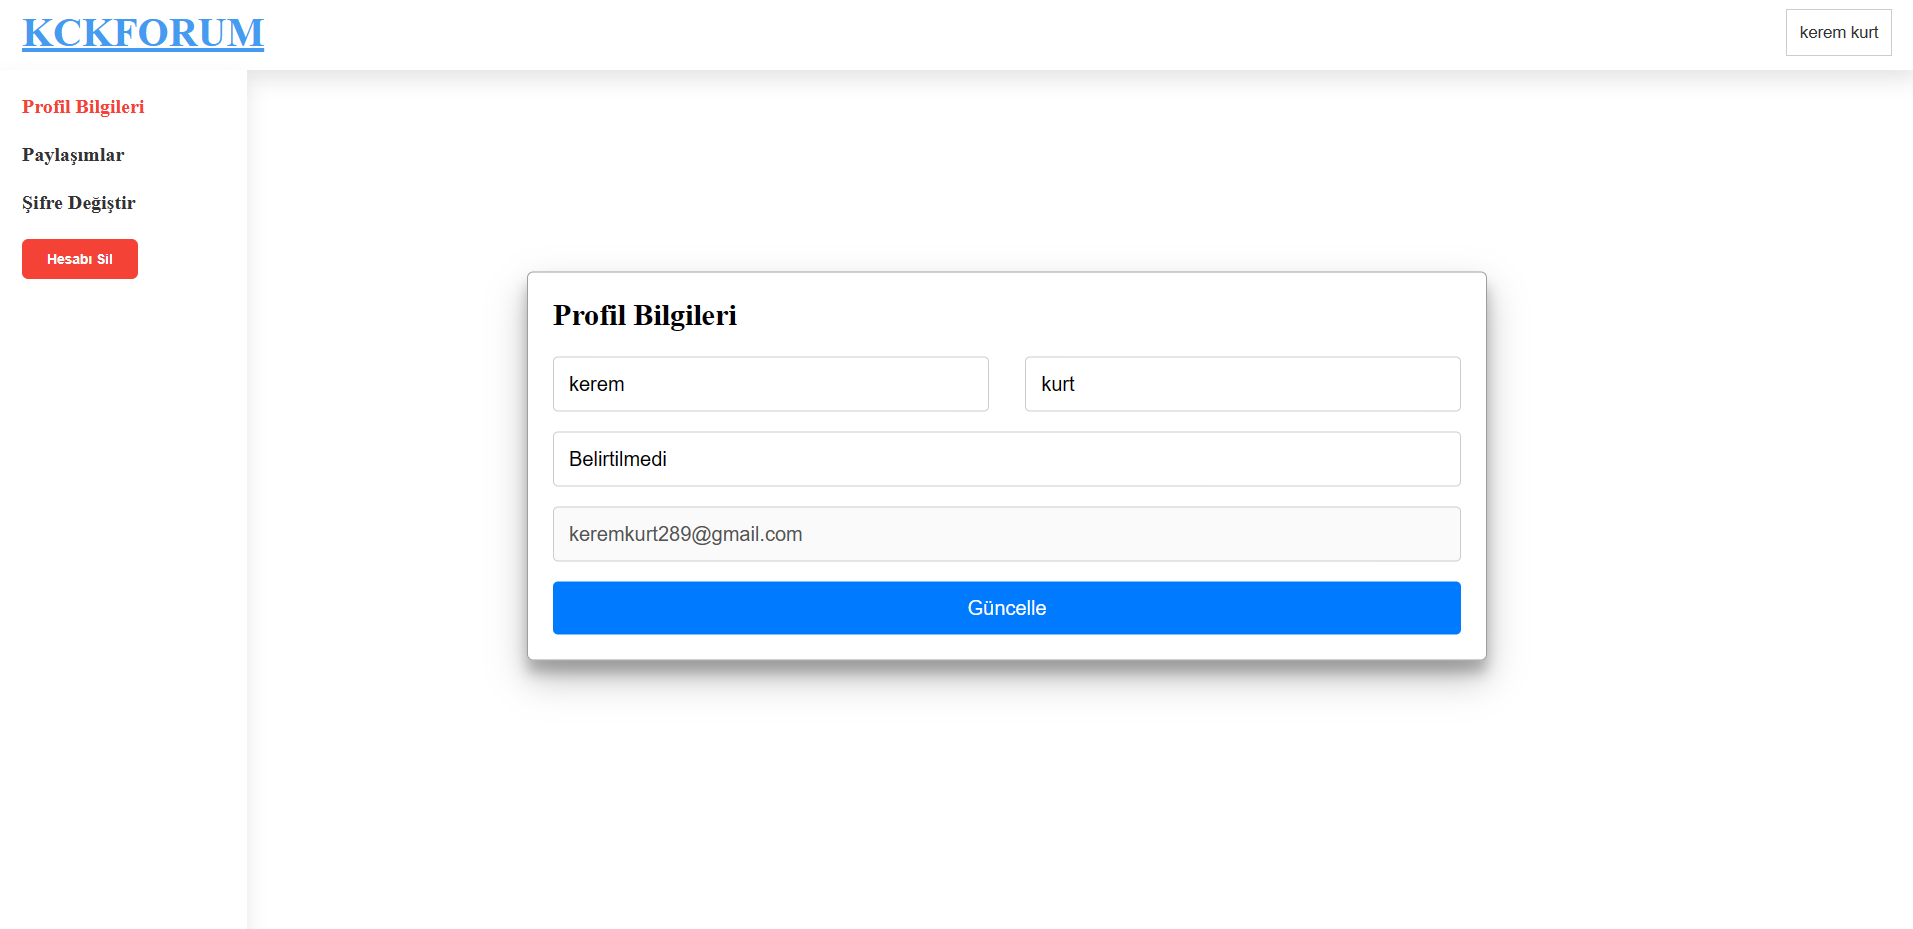 KCKFORUM
kerem kurt
Profil Bilgileri
Paylaşımlar
Şifre Değiştir
Hesabı Sil
Profil Bilgileri
kerem
kurt
Belirtilmedi
keremkurt289@gmail.com
Güncelle